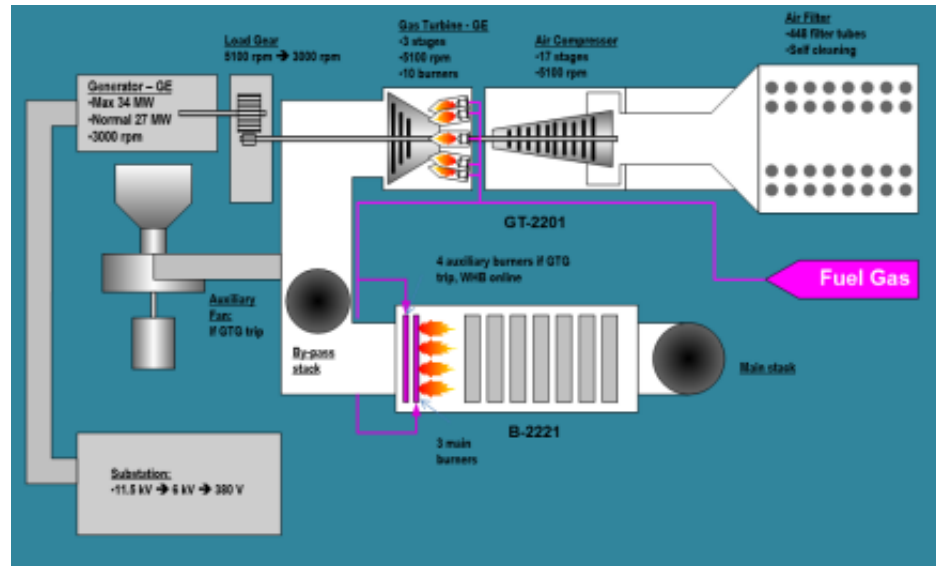 Load Gear
5100 rpm ➔ 3000 rpm
Gas Turbine - GE
-3 stages
-5100 rpm
-10 burners
Air Compressor
-17 stages
-5100 rpm
Air Filter
-448 filter tubes
-Self cleaning
Generator – GE
-Max 34 MW
-Normal 27 MW
-3000 rpm
GT-2201
4 auxiliary burners if GTG
trip, WHB online
Fuel Gas
Auxiliary
Fan:
If GTG trip
By-pass
stack
Main stack
B-2221
3 main
burners
Substation:
-11.5 kV ➔ 6 kV ➔ 380 V